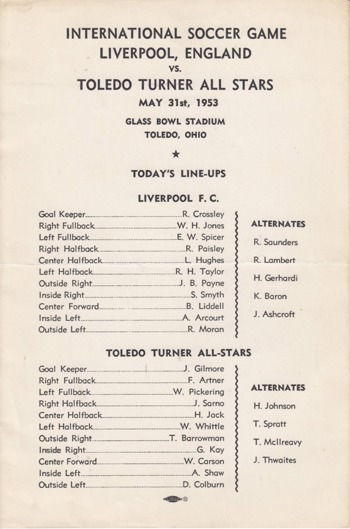 INTERNATIONAL SOCCER GAME
LIVERPOOL, ENGLAND
VS.
TOLEDO TURNER ALL STARS
MAY 31st, 1953
GLASS BOWL STADIUM
TOLEDO, OHIO
TODAY'S LINE-UPS
LIVERPOOL F. C.
Goal Keeper R. Crossley
Right Fullback W. H. Jones
Left Fullback E. W. Spicer
Right Halfback R. Paisley
Center Halfback L. Hughes
Left Halfback R. H. Taylor
Outside Right J. B. Payne
Inside Right S. Smyth
Center Forward B. Liddell
Inside Left A. Arcourt
Outside Left R. Moran
ALTERNATES
R. Saunders
R. Lambert
H. Gerhardi
K. Baron
J. Ashcroft
TOLEDO TURNER ALL-STARS
Goal Keeper J. Gilmore
Right Fullback F. Artner
Left Fullback W. Pickering
Right Halfback J. Sarno
Center Halfback H. Jack
Left Halfback W. Whittle
Outside Right T. Barrowman
Inside Right G. Kay
Center Forward W. Carson
Inside Left A. Shaw
Outside Left D. Colburn
ALTERNATES
H. Johnson
T. Spratt
T. McIlreavy
J. Thwaites